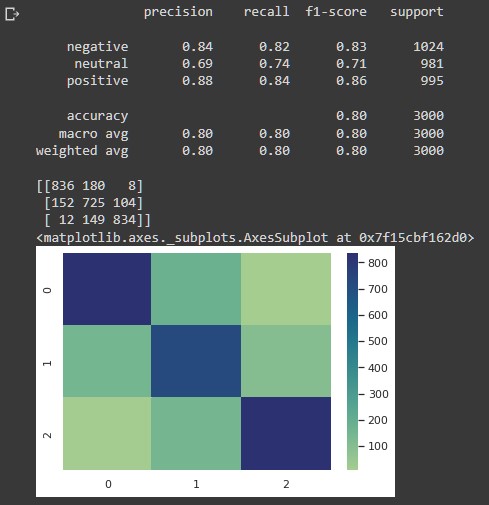 precision recall f1-score support
negative 0.84 0.82 0.83 1024
neutral 0.69 0.74 0.71 981
positive 0.88 0.84 0.86 995
accuracy 0.80 3000
macro avg 0.80 0.80 0.80 3000
weighted avg 0.80 0.80 0.80 3000
[[836 180 8]
[152 725 104]
[ 12 149 834]]
<matplotlib.axes._subplots.AxesSubplot at 0x7f15cbf162d0>
0
1
2
0 1 2
800
700
600
500
400
300
200
100